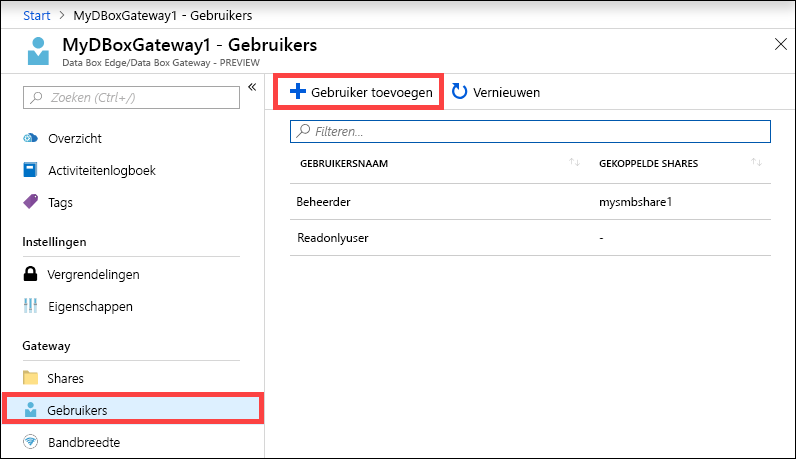 Start > MyDBoxGateway1 - Gebruikers
MyDBoxGateway1 - Gebruikers
Data Box Edge/Data Box Gateway - PREVIEW
Zoeken (Ctrl+/)
Overzicht
Activiteitenlogboek
Tags
Instellingen
Vergrendelingen
Eigenschappen
Gateway
Shares
Gebruikers
Bandbreedte
Gebruiker toevoegen Vernieuwen
Filteren...
GEBRUIKERSNAAM GEKOPPELDE SHARES
Beheerder mysmbshare1
Readonlyuser -